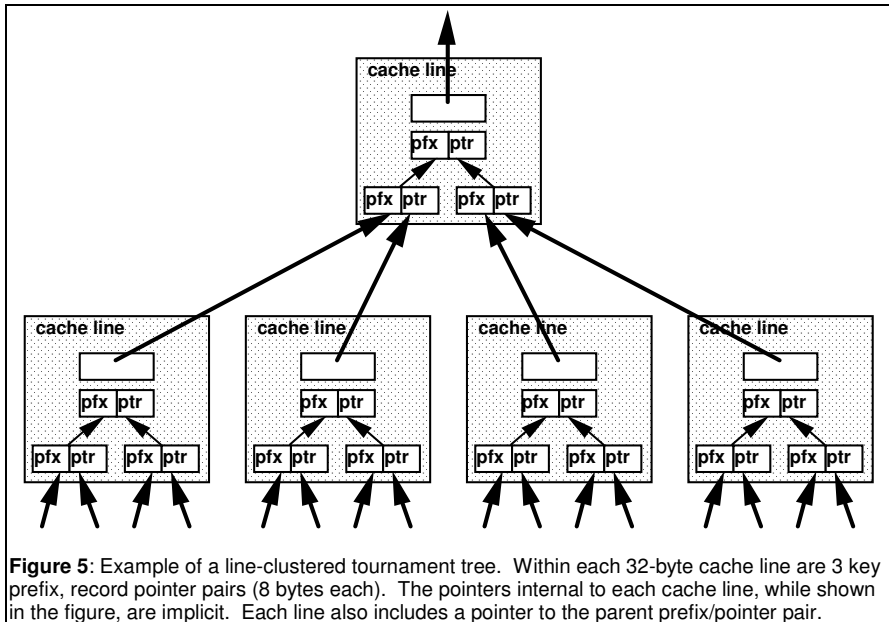 cache line
pfx ptr
pfx ptr pfx ptr
cache line cache line cache line cache line
pfx ptr pfx ptr pfx ptr pfx ptr
pfx ptr pfx ptr pfx ptr pfx ptr pfx ptr pfx ptr pfx ptr pfx ptr
Figure 5: Example of a line-clustered tournament tree. Within each 32-byte cache line are 3 key
prefix, record pointer pairs (8 bytes each). The pointers internal to each cache line, while shown
in the figure, are implicit. Each line also includes a pointer to the parent prefix/pointer pair.